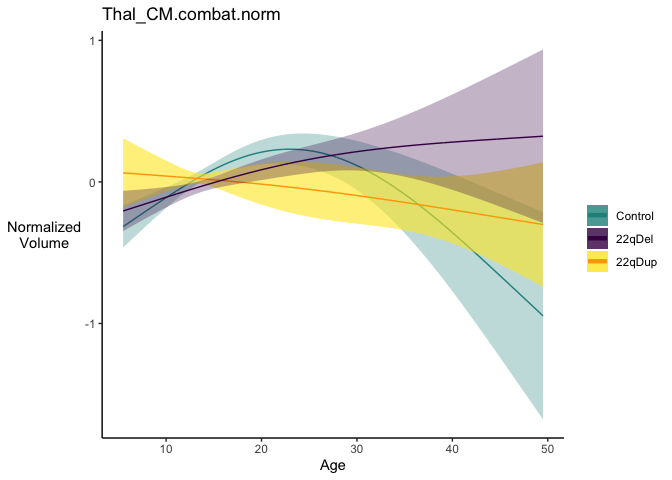 Thal_CM.combat.norm
1
0
-1
Normalized
Volume
10
20
30
40
50
Age
Control
22qDel
22qDup